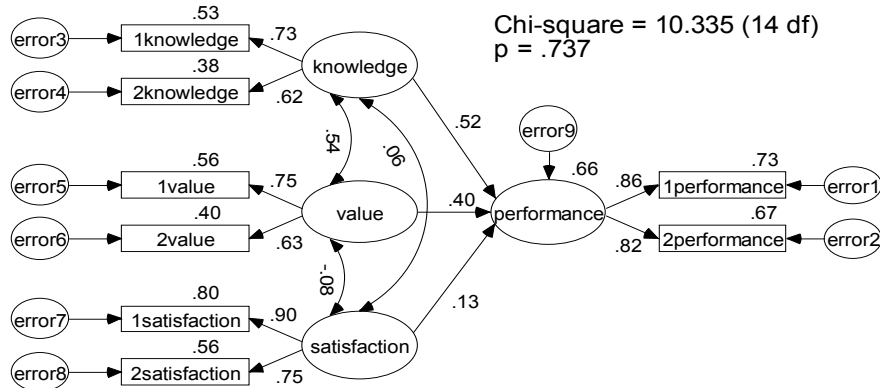 Chi-square = 10.335 (14 df)
p = .737
.53
error3
1knowledge
.73
knowledge
.38
error4
2knowledge
.62
.54
.06
.52
error9
.56
error5
1value
.75
value
.40
.66
performance
.86
.73
1performance
error1
.40
error6
2value
.63
.82
.67
2performance
error2
-.08
.13
.80
error7
1satisfaction
.90
satisfaction
.56
error8
2satisfaction
.75